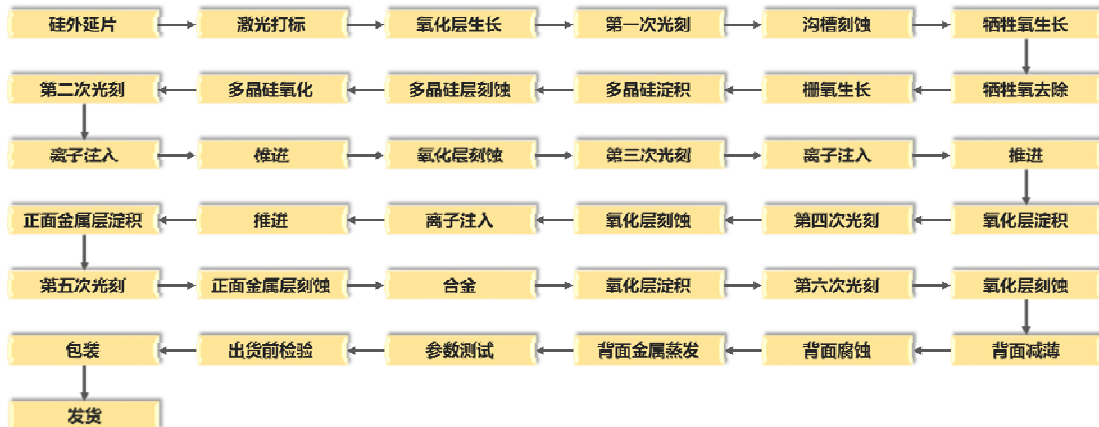 硅外延片
激光打标
氧化层生长
第一次光刻
沟槽刻蚀
牺牲氧生长
牺牲氧去除
栅氧生长
多晶硅淀积
多晶硅层刻蚀
多晶硅氧化
第二次光刻
离子注入
推进
氧化层刻蚀
第三次光刻
离子注入
推进
氧化层淀积
第四次光刻
氧化层刻蚀
离子注入
推进
正面金属层淀积
第五次光刻
正面金属层刻蚀
合金
氧化层淀积
第六次光刻
氧化层刻蚀
背面减薄
背面腐蚀
背面金属蒸发
参数测试
出货前检验
包装
发货